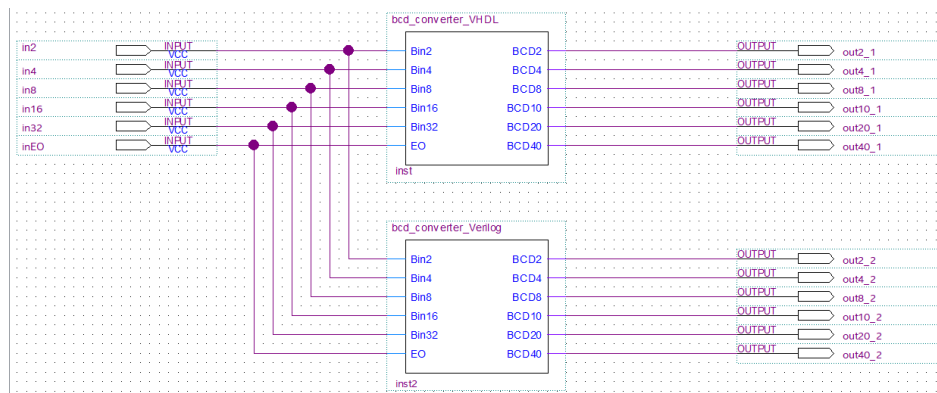 bcd_converter_VHDL
in2 INPUT VCC Bin2 BCD2 OUTPUT out2_1
in4 INPUT VCC Bin4 BCD4 OUTPUT out4_1
in8 INPUT VCC Bin8 BCD8 OUTPUT out8_1
in16 INPUT VCC Bin16 BCD10 OUTPUT out10_1
in32 INPUT VCC Bin32 BCD20 OUTPUT out20_1
inEO INPUT VCC EO BCD40 OUTPUT out40_1
inst
bcd_converter_Verilog
Bin2 BCD2 OUTPUT out2_2
Bin4 BCD4 OUTPUT out4_2
Bin8 BCD8 OUTPUT out8_2
Bin16 BCD10 OUTPUT out10_2
Bin32 BCD20 OUTPUT out20_2
EO BCD40 OUTPUT out40_2
inst2